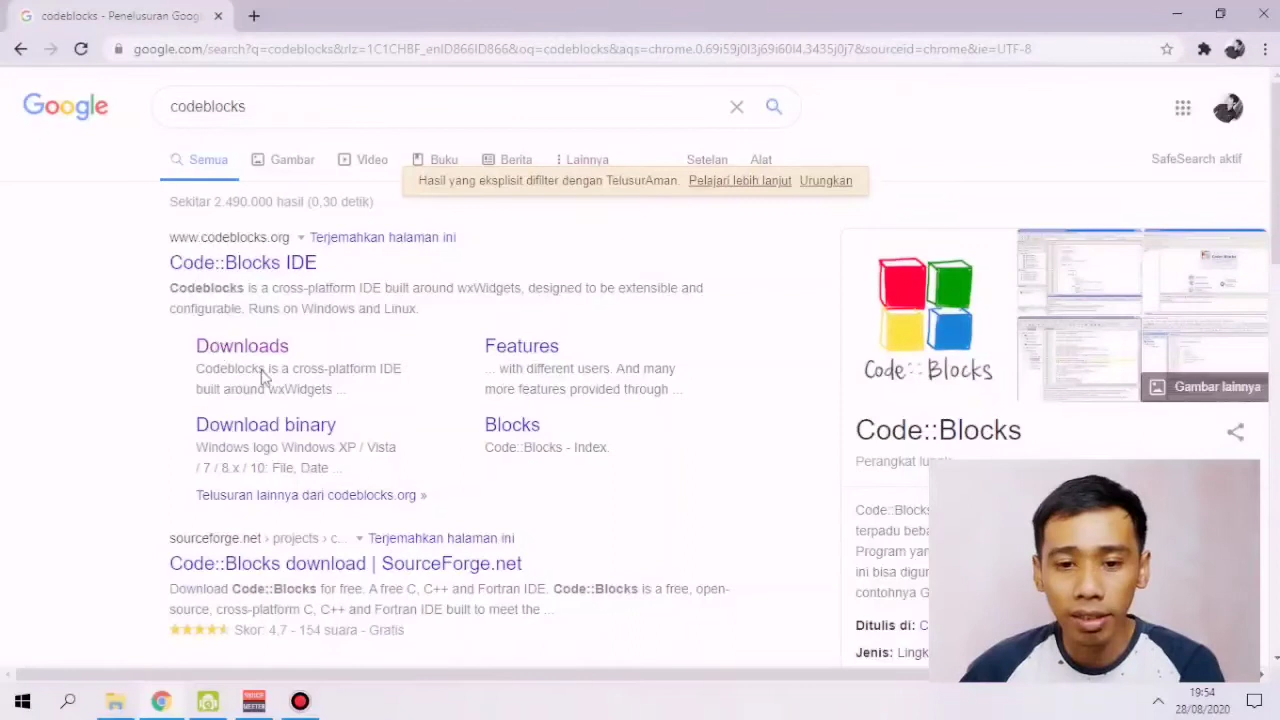 codeblocks - Penelusuran Goog
google.com/search?q=codeblocks&rlz=1C1CHBF_enID866ID866&oq=codeblocks&aqs=chrome.0.69i59j0l3j69i60l4.3435j0j7&sourceid=chrome&ie=UTF-8
Google
codeblocks
Semua Gambar Video Buku Berita Lainnya Setelan Alat SafeSearch aktif
Hasil yang eksplisit difilter dengan TelusurAman. Pelajari lebih lanjut Urungkan
Sekitar 2.490.000 hasil (0,30 detik)
www.codeblocks.org Terjemahkan halaman ini
Code::Blocks IDE
Codeblocks is a cross-platform IDE built around wxWidgets, designed to be extensible and
configurable. Runs on Windows and Linux.
Downloads
Codeblocks is a cross-platform IDE
built around wxWidgets ...
Features
... with different users. And many
more features provided through ...
Download binary
Windows logo Windows XP / Vista
/ 7 / 8.x / 10: File, Date ...
Blocks
Code::Blocks - Index.
Telusuran lainnya dari codeblocks.org »
sourceforge.net › projects › c... Terjemahkan halaman ini
Code::Blocks download | SourceForge.net
Download Code::Blocks for free. A free C, C++ and Fortran IDE. Code::Blocks is a free, open-
source, cross-platform C, C++ and Fortran IDE built to meet the ...
Skor: 4,7 - 154 suara - Gratis
Code::Blocks
Gambar lainnya
Code::Blocks
Perangkat
Code::Blocks
terpadu
Program
ini bisa
contohnya
Ditulis di: C
Jenis:
19:54
28/08/2020